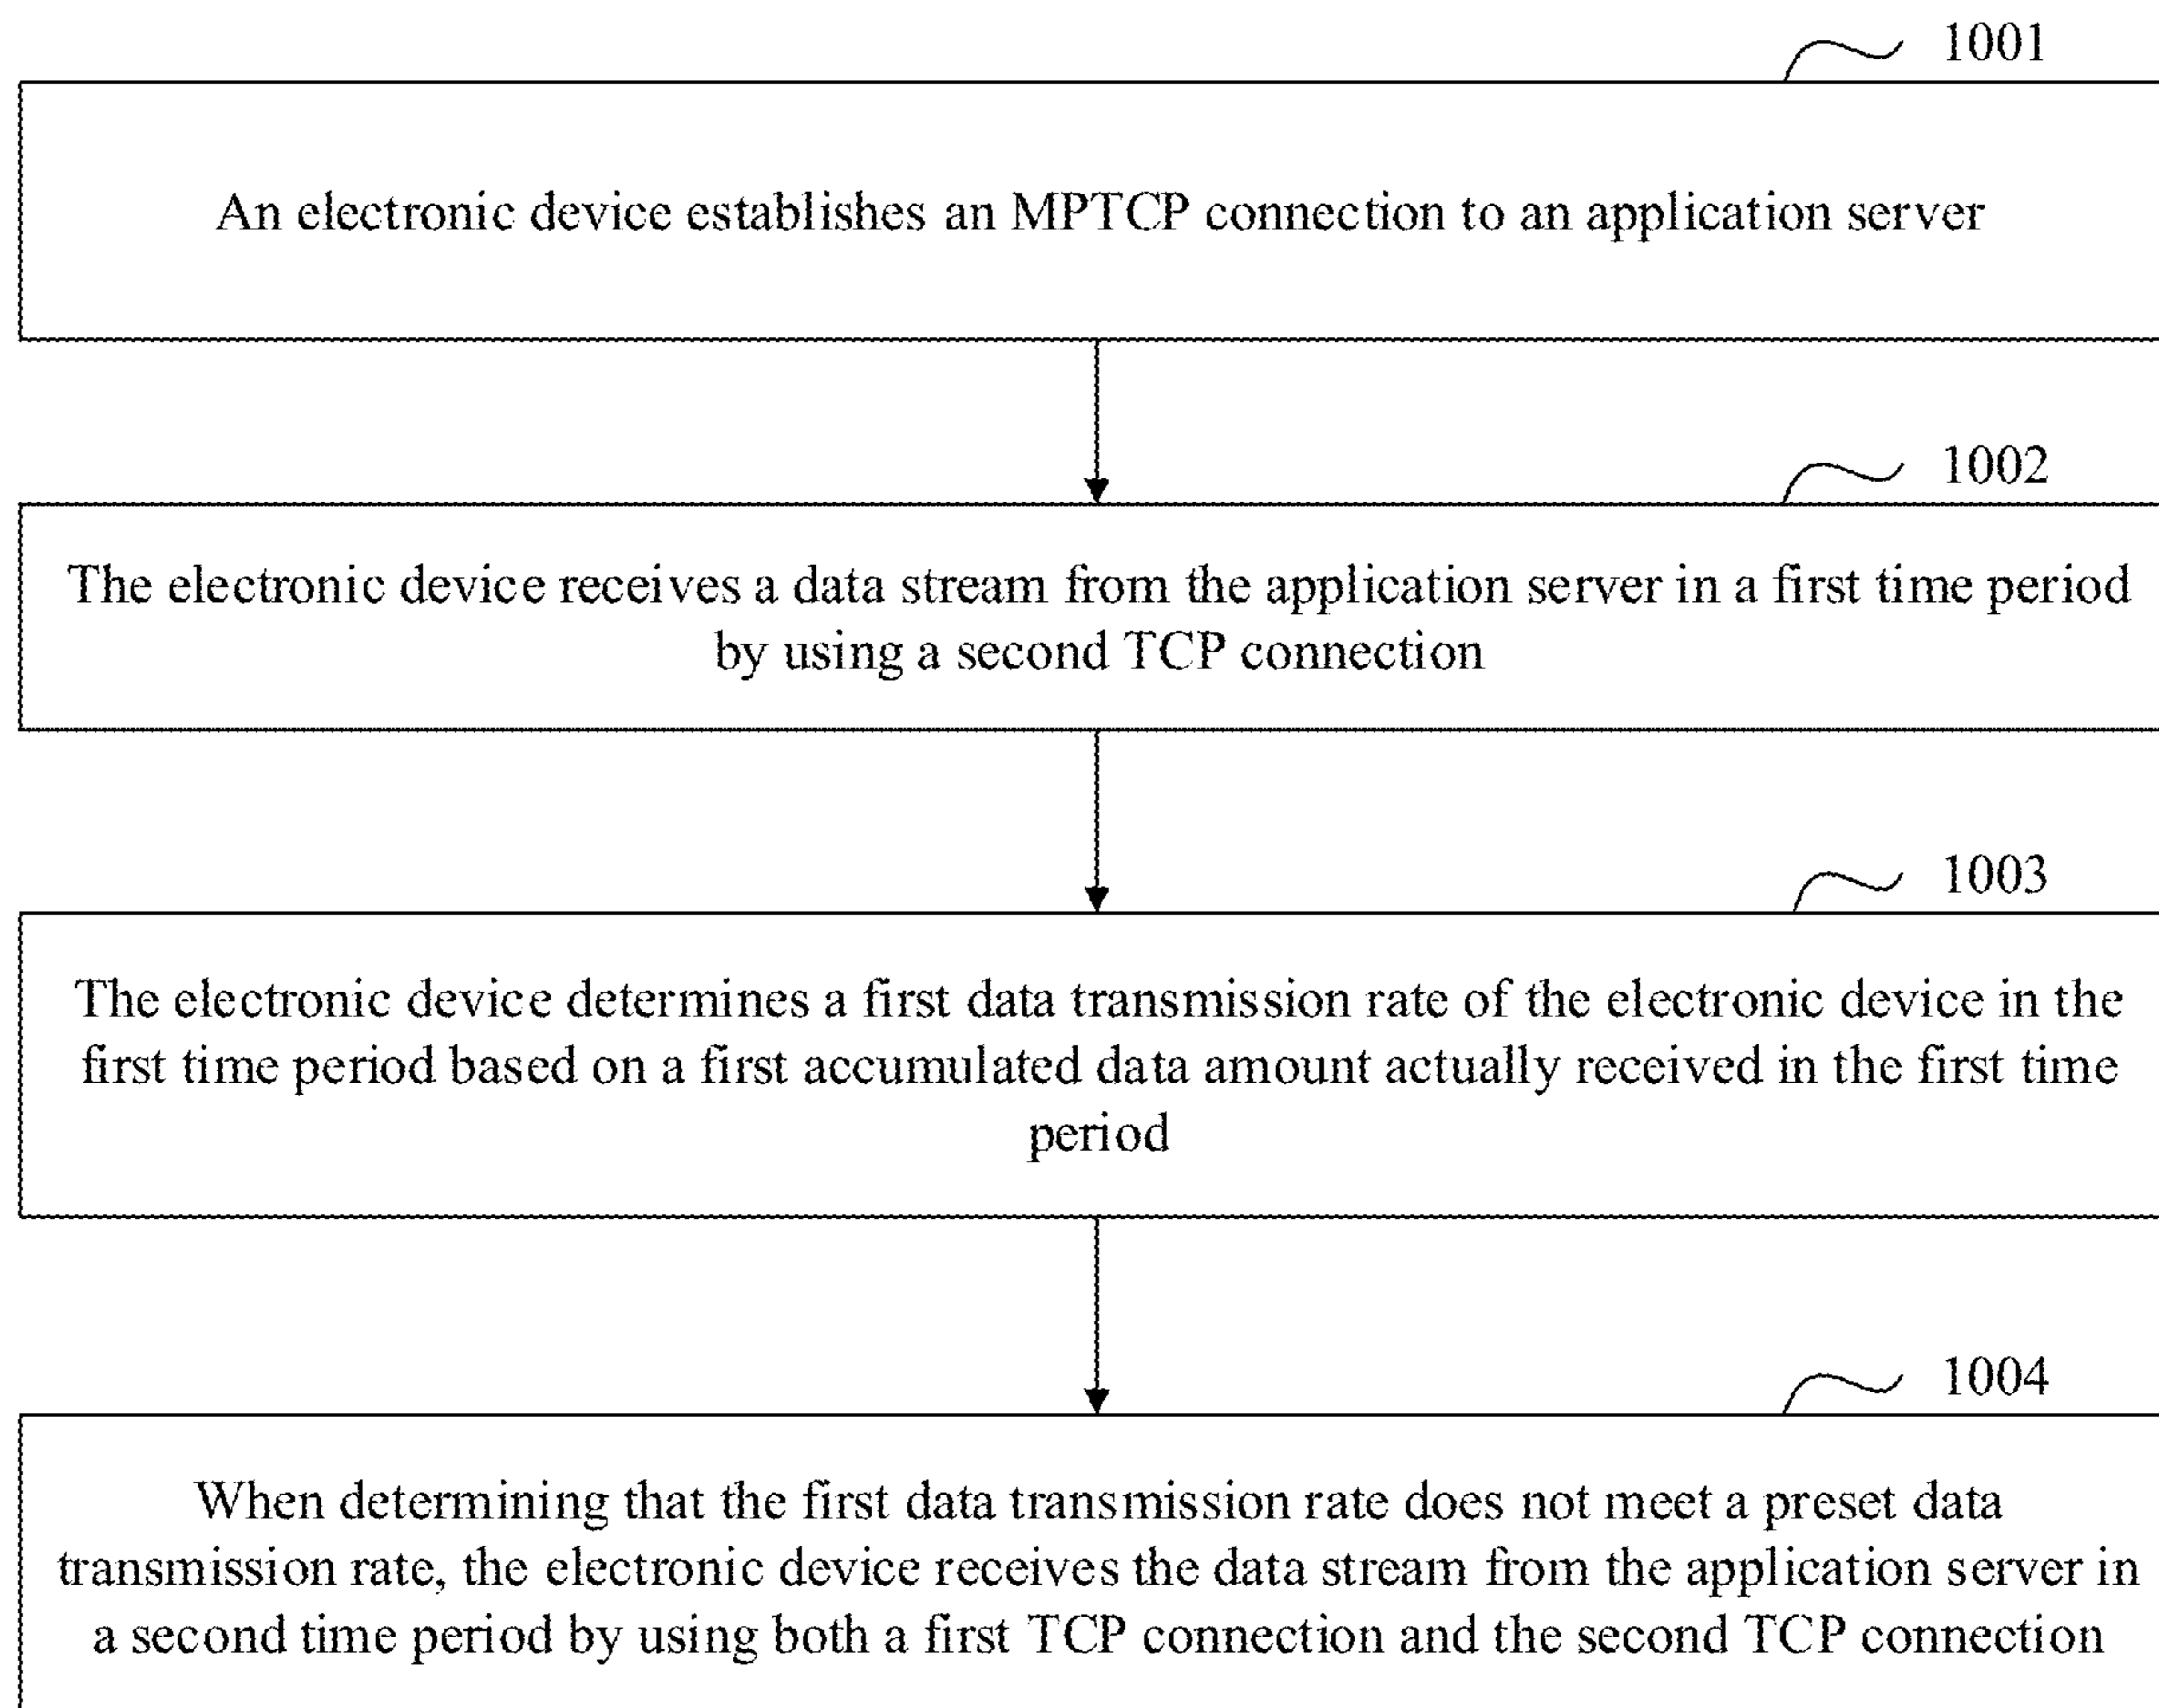 1001
An electronic device establishes an MPTCP connection to an application server
1002
The electronic device receives a data stream from the application server in a first time period
by using a second TCP connection
1003
The electronic device determines a first data transmission rate of the electronic device in the
first time period based on a first accumulated data amount actually received in the first time
period
1004
When determining that the first data transmission rate does not meet a preset data
transmission rate, the electronic device receives the data stream from the application server in
a second time period by using both a first TCP connection and the second TCP connection